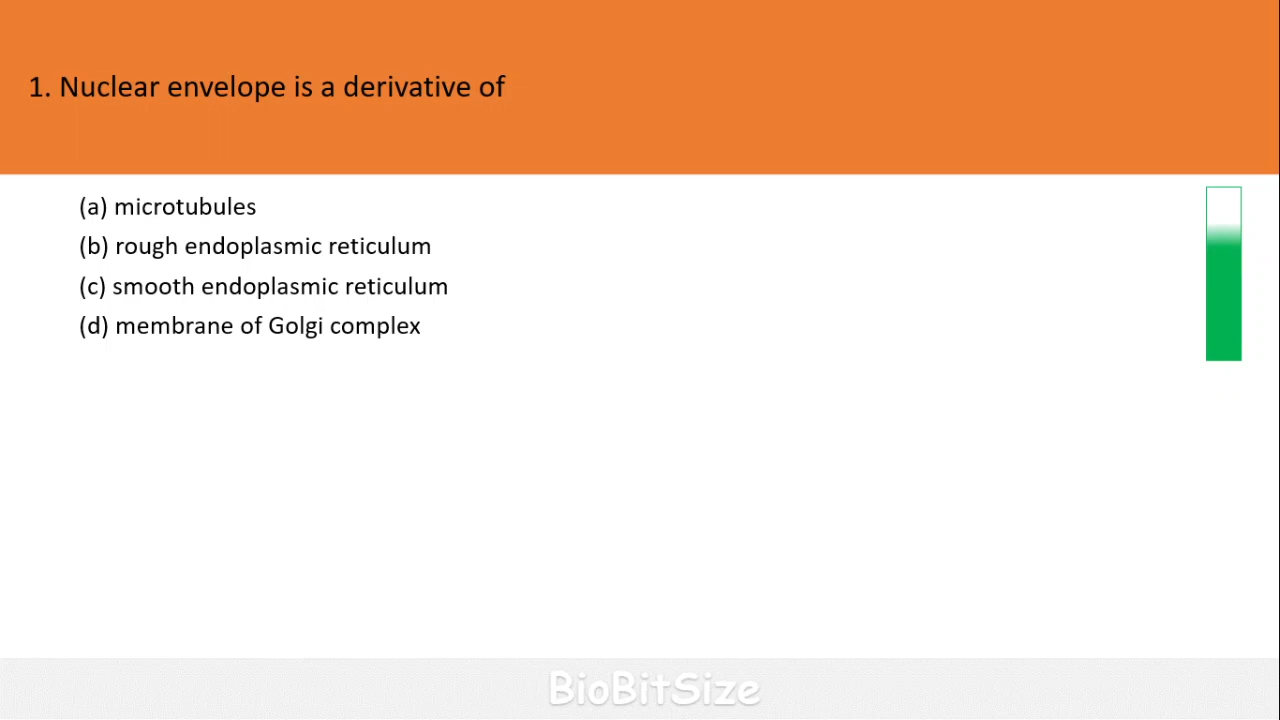 1. Nuclear envelope is a derivative of
(a) microtubules
(b) rough endoplasmic reticulum
(c) smooth endoplasmic reticulum
(d) membrane of Golgi complex
BioBitSize